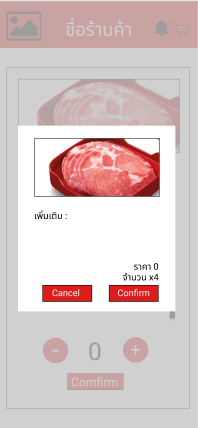 ชื่อร้านค้า
เพิ่มเติม :
ราคา 0
จำนวน x4
Cancel
Confirm
-
0
+
Comfirm